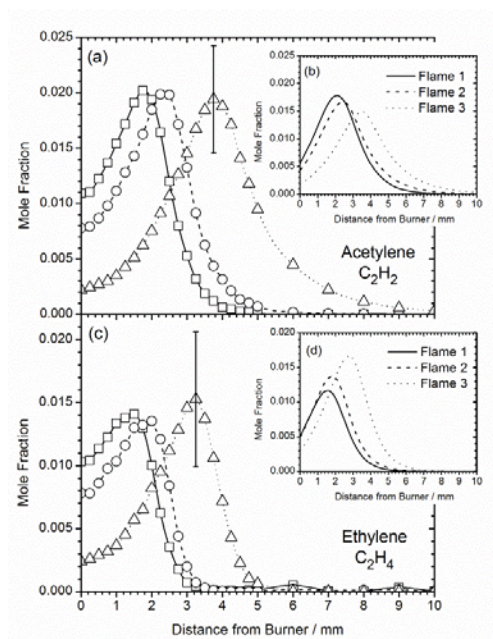 0.025
0.020
0.015
0.010
0.005
0.000
Mole Fraction
(a)
0.025
0.020
0.015
0.010
0.005
0.000
Mole Fraction
(b)
Flame 1
Flame 2
Flame 3
0 1 2 3 4 5 6 7 8 9 10
Distance from Burner / mm
Acetylene
C₂H₂
0.020
0.015
0.010
0.005
0.000
Mole Fraction
(c)
0.020
0.015
0.010
0.005
0.000
Mole Fraction
(d)
Flame 1
Flame 2
Flame 3
0 1 2 3 4 5 6 7 8 9 10
Distance from Burner / mm
Ethylene
C₂H₄
0 1 2 3 4 5 6 7 8 9 10
Distance from Burner / mm